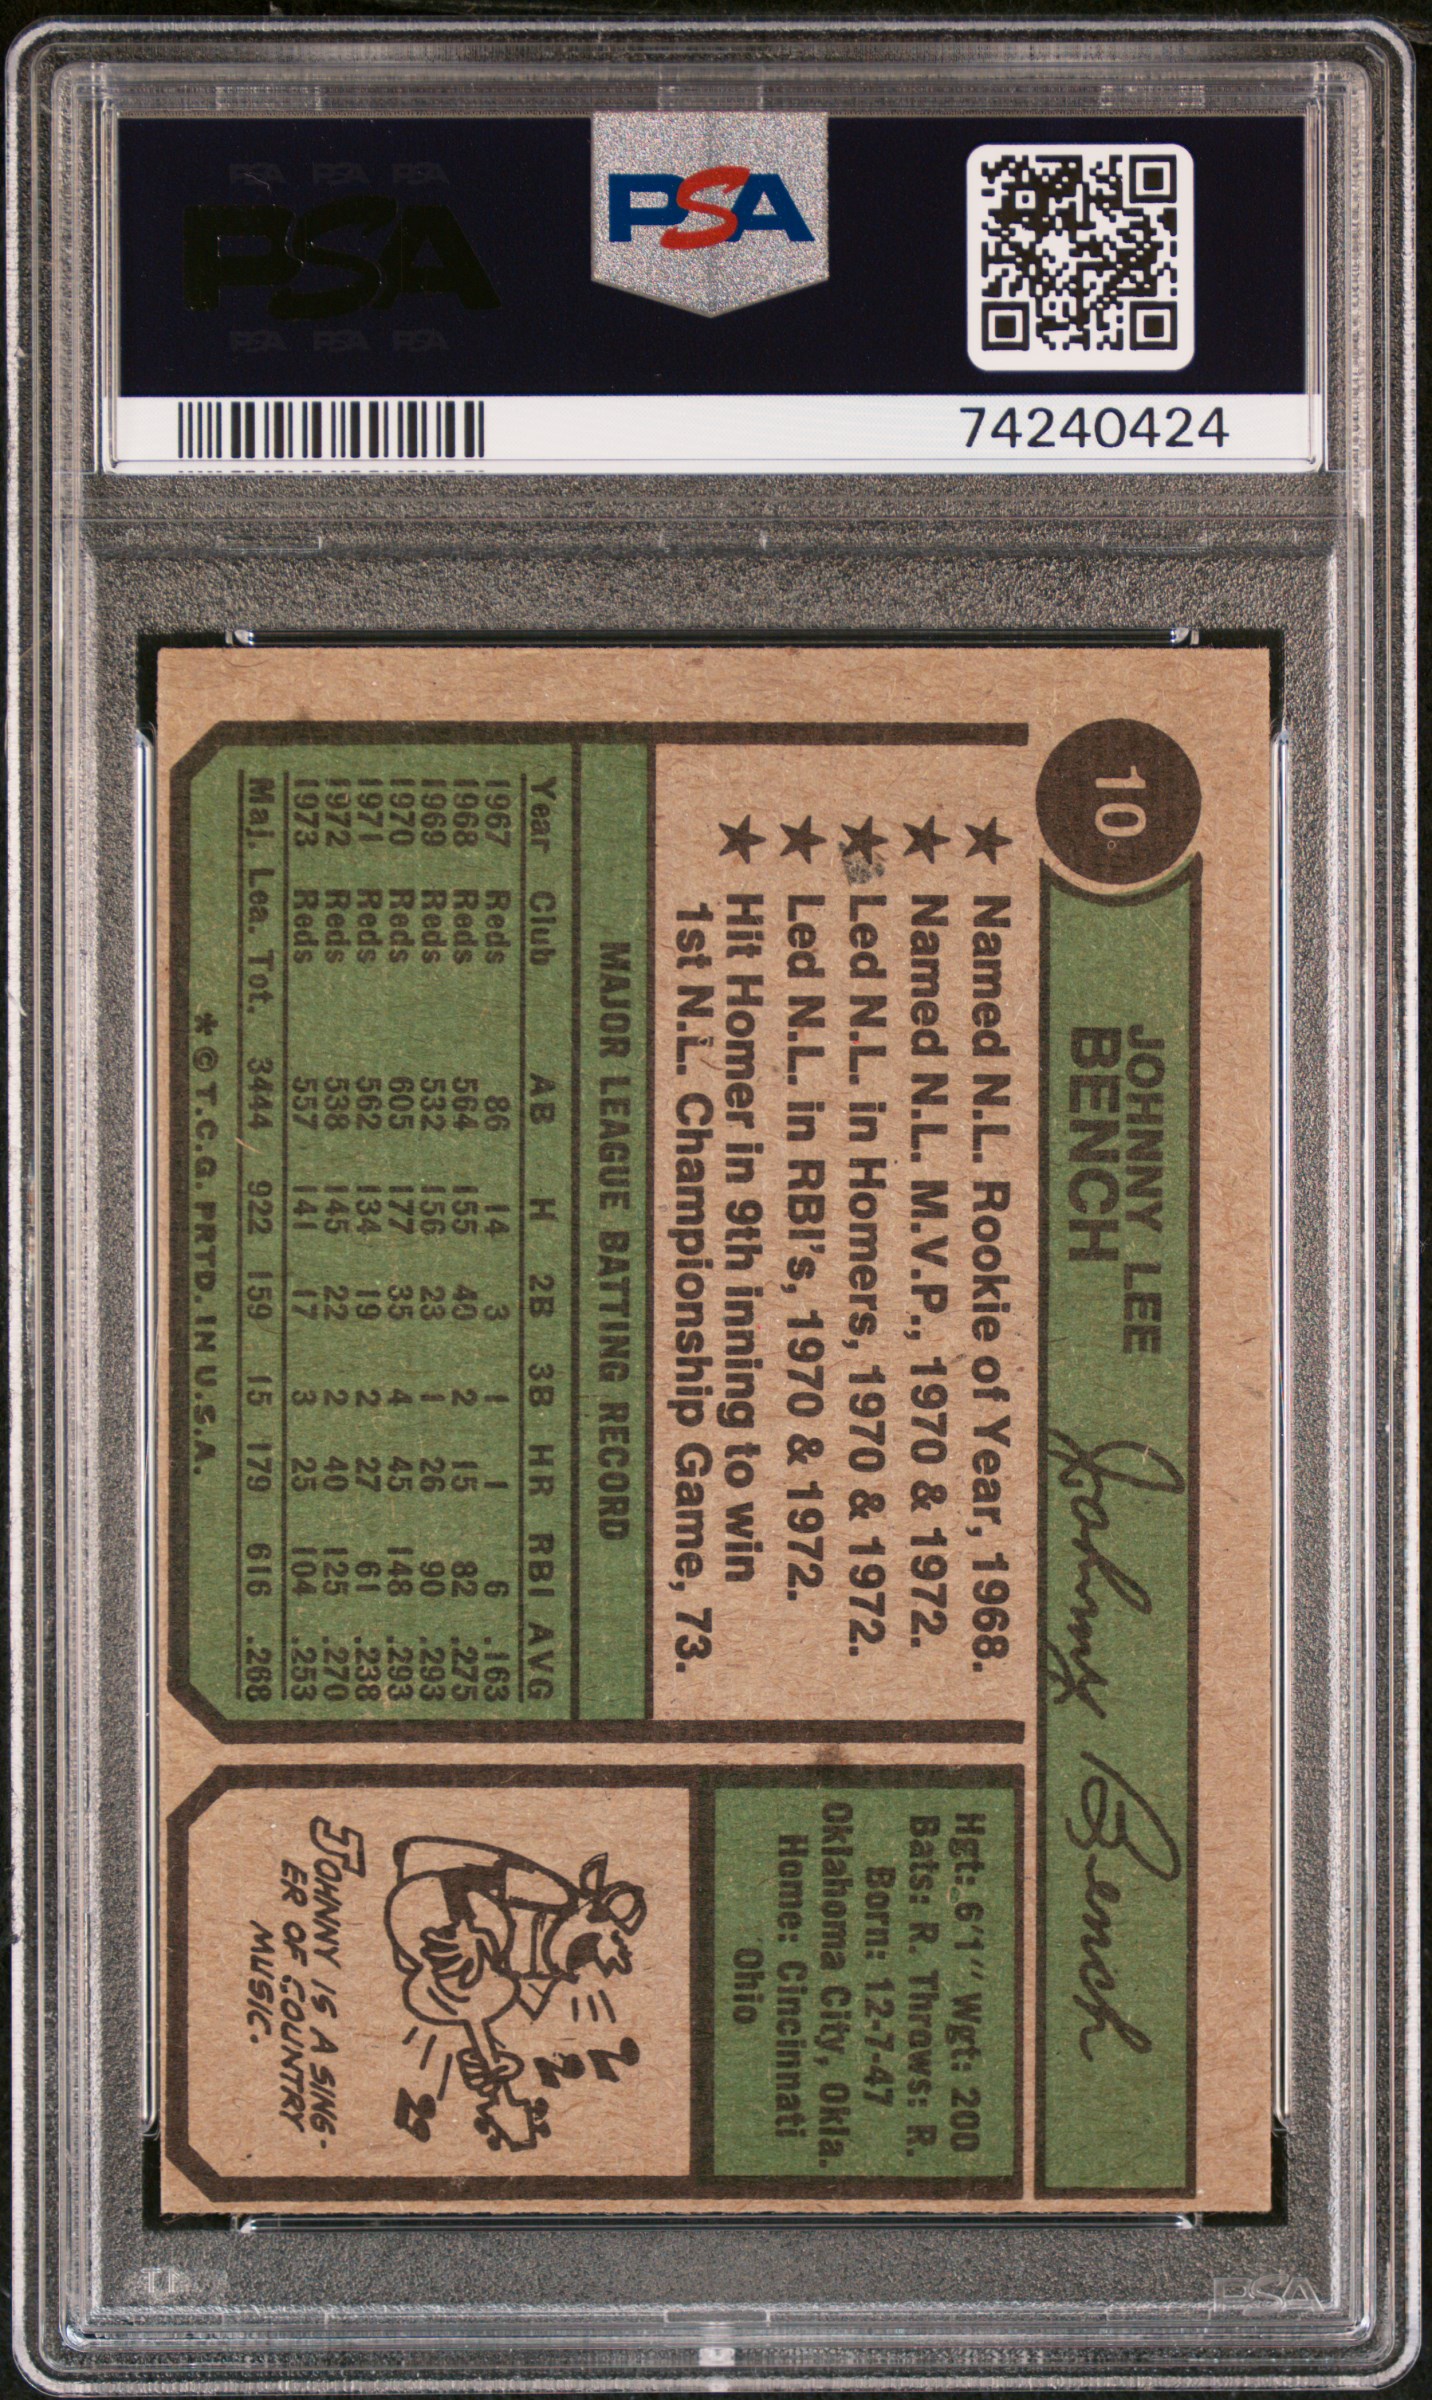 PSA PSA PSA
PSA
PSA PSA PSA
PSA
74240424
10
JOHNNY LEE
BENCH
Johnny Bench
★ Named N.L. Rookie of Year, 1968.
★ Named N.L. M.V.P., 1970 & 1972.
★ Led N.L. in Homers, 1970 & 1972.
★ Led N.L. in RBI's, 1970 & 1972.
★ Hit Homer in 9th inning to win
1st N.L. Championship Game, 73.
MAJOR LEAGUE BATTING RECORD
Year Club AB H 2B 3B HR RBI AVG
1967 Reds 86 14 3 1 1 6 .163
1968 Reds 564 155 40 2 15 82 .275
1969 Reds 532 156 23 1 26 90 .293
1970 Reds 605 177 35 4 45 148 .293
1971 Reds 562 134 19 2 27 61 .238
1972 Reds 538 145 22 2 40 125 .270
1973 Reds 557 141 17 3 25 104 .253
Maj. Lea. Tot. 3444 922 159 15 179 616 .268
* © T.C.G. PRTD. IN U.S.A.
Hgt: 6'1" Wgt: 200
Bats: R. Throws: R.
Born: 12-7-47
Oklahoma City, Okla.
Home: Cincinnati
Ohio
JOHNNY IS A SING-
ER OF COUNTRY
MUSIC.
PSA